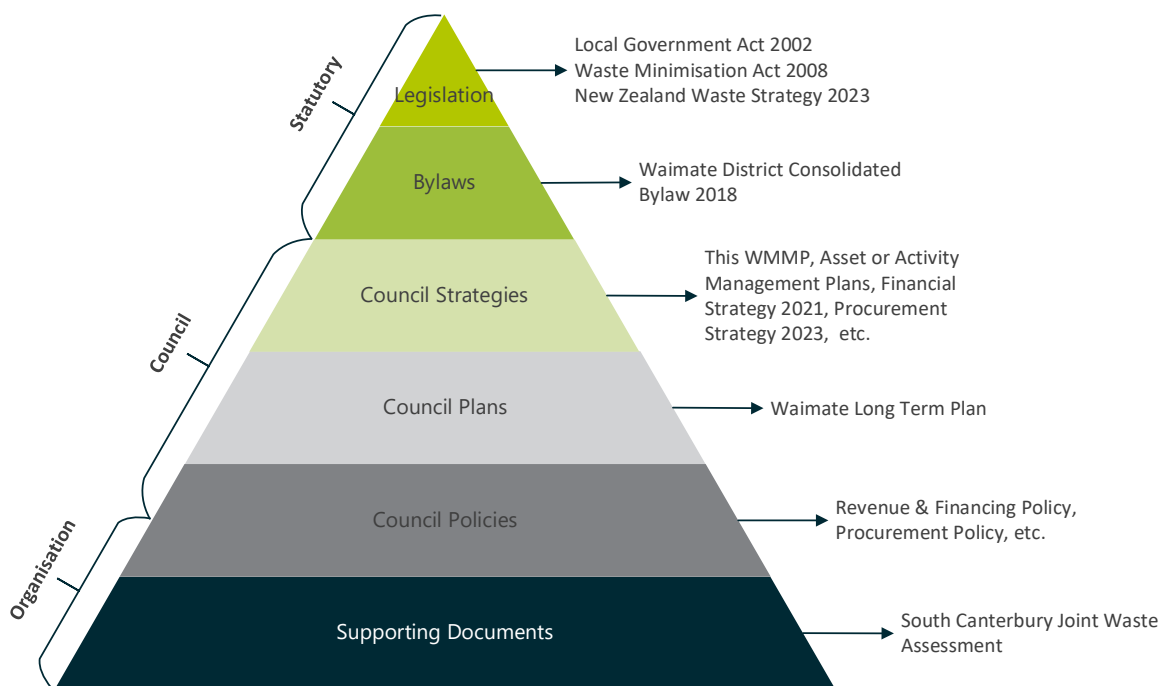 Statutory
Legislation
Local Government Act 2002
Waste Minimisation Act 2008
New Zealand Waste Strategy 2023
Bylaws
Waimate District Consolidated
Bylaw 2018
Council
Council Strategies
This WMMP, Asset or Activity
Management Plans, Financial
Strategy 2021, Procurement
Strategy 2023, etc.
Council Plans
Waimate Long Term Plan
Organisation
Council Policies
Revenue & Financing Policy,
Procurement Policy, etc.
Supporting Documents
South Canterbury Joint Waste
Assessment